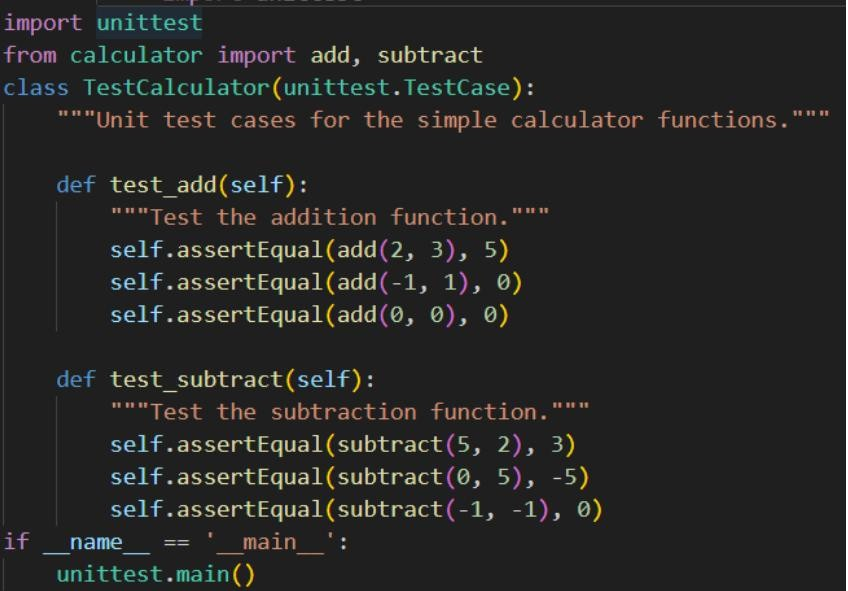 import unittest
from calculator import add, subtract
class TestCalculator(unittest.TestCase):
    """Unit test cases for the simple calculator functions."""

    def test_add(self):
        """Test the addition function."""
        self.assertEqual(add(2, 3), 5)
        self.assertEqual(add(-1, 1), 0)
        self.assertEqual(add(0, 0), 0)

    def test_subtract(self):
        """Test the subtraction function."""
        self.assertEqual(subtract(5, 2), 3)
        self.assertEqual(subtract(0, 5), -5)
        self.assertEqual(subtract(-1, -1), 0)
if __name__ == '__main__':
    unittest.main()